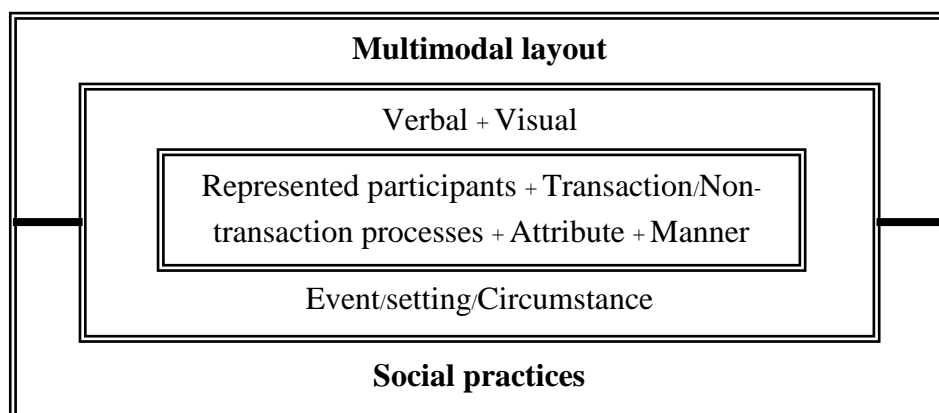 Multimodal layout
Verbal + Visual
Represented participants + Transaction/Non-
transaction processes + Attribute + Manner
Event/setting/Circumstance
Social practices